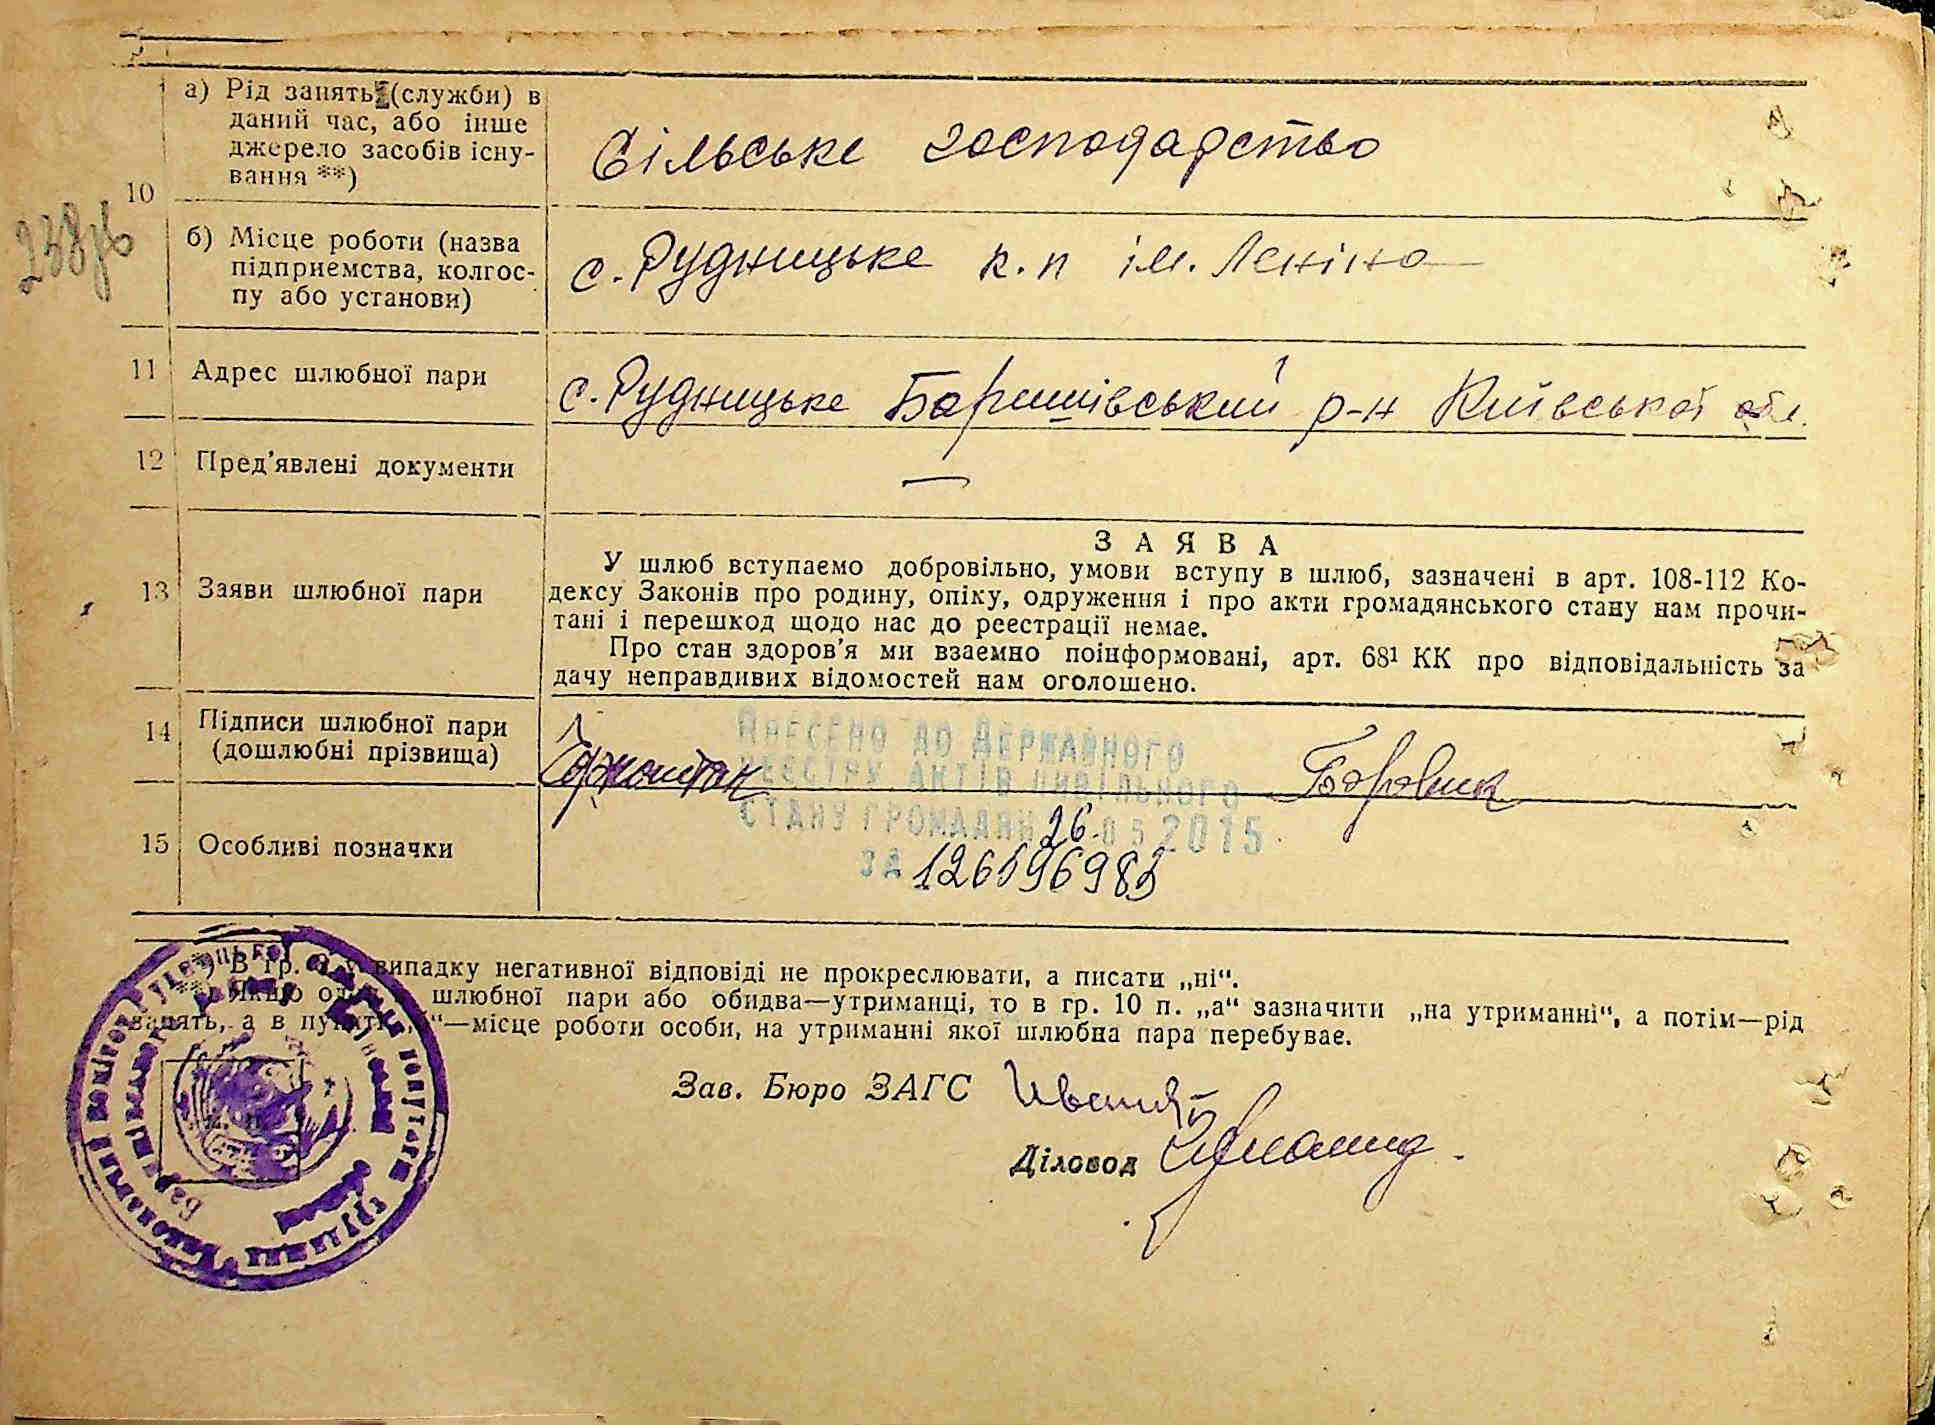 а) Рід занять (служби) в
даний час, або інше
джерело засобів існу-
вання **)
Сільське господарство
10
238зв
б) Місце роботи (назва
підприємства, колгос-
пу або установи)
с. Рудницьке к.п ім. Леніна
11 Адрес шлюбної пари
с. Рудницьке Баришівський р-н Київської обл.
12 Пред'явлені документи
—
ЗАЯВА
У шлюб вступаємо добровільно, умови вступу в шлюб, зазначені в арт. 108-112 Ко-
13 Заяви шлюбної пари
дексу Законів про родину, опіку, одруження і про акти громадянського стану нам прочи-
тані і перешкод щодо нас до реєстрації немає.
Про стан здоров'я ми взаємно поінформовані, арт. 68¹ КК про відповідальність за
дачу неправдивих відомостей нам оголошено.
14 Підписи шлюбної пари
(дошлюбні прізвища)
Боровик
Внесено до Державного
реєстру актів цивільного
стану громадян 26.05 2015
за
15 Особливі позначки
*) В гр. випадку негативної відповіді не прокреслювати, а писати „ні“.
**) Якщо один з шлюбної пари або обидва—утриманці, то в гр. 10 п. „а“ зазначити „на утриманні“, а потім—рід
занять, а в пункті „б“—місце роботи особи, на утриманні якої шлюбна пара перебуває.
Зав. Бюро ЗАГС
Діловод